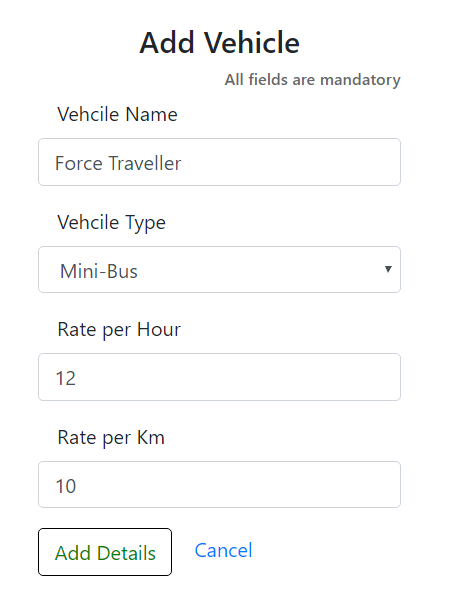 Add Vehicle
All fields are mandatory
Vehcile Name
Force Traveller
Vehcile Type
Mini-Bus
Rate per Hour
12
Rate per Km
10
Add Details Cancel